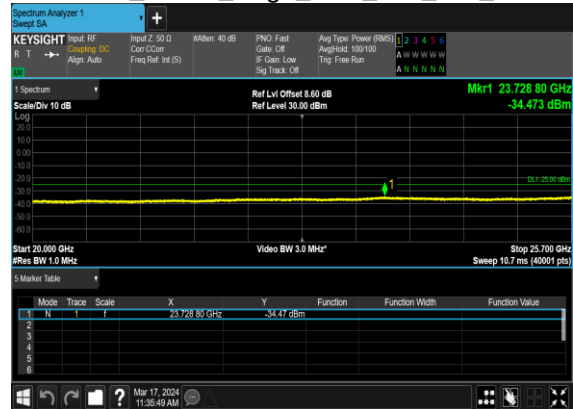 Spectrum Analyzer 1
Swept SA
+
KEYSIGHT Input: RF Input Z: 50 Ω #Atten: 40 dB PNO: Fast Avg Type: Power (RMS) 1 2 3 4 5 6
R T Coupling: DC Corr CCorr Gate: Off Avg|Hold: 100/100 A W W W W W
Align: Auto Freq Ref: Int (S) IF Gain: Low Trig: Free Run
LW Sig Track: Off A N N N N N
1 Spectrum Ref Lvl Offset 8.60 dB Mkr1 23.728 80 GHz
Scale/Div 10 dB Ref Level 30.00 dBm -34.473 dBm
Log
20.0
10.0
0.00
-10.0
-20.0
1
DL1 -25.00 dBm
-30.0
-40.0
-50.0
-60.0
Start 20.000 GHz Video BW 3.0 MHz* Stop 25.700 GHz
#Res BW 1.0 MHz Sweep 10.7 ms (40001 pts)
5 Marker Table
Mode Trace Scale X Y Function Function Width Function Value
1 N 1 f 23.728 80 GHz -34.47 dBm
2
3
4
5
6
? Mar 17, 2024
11:35:49 AM